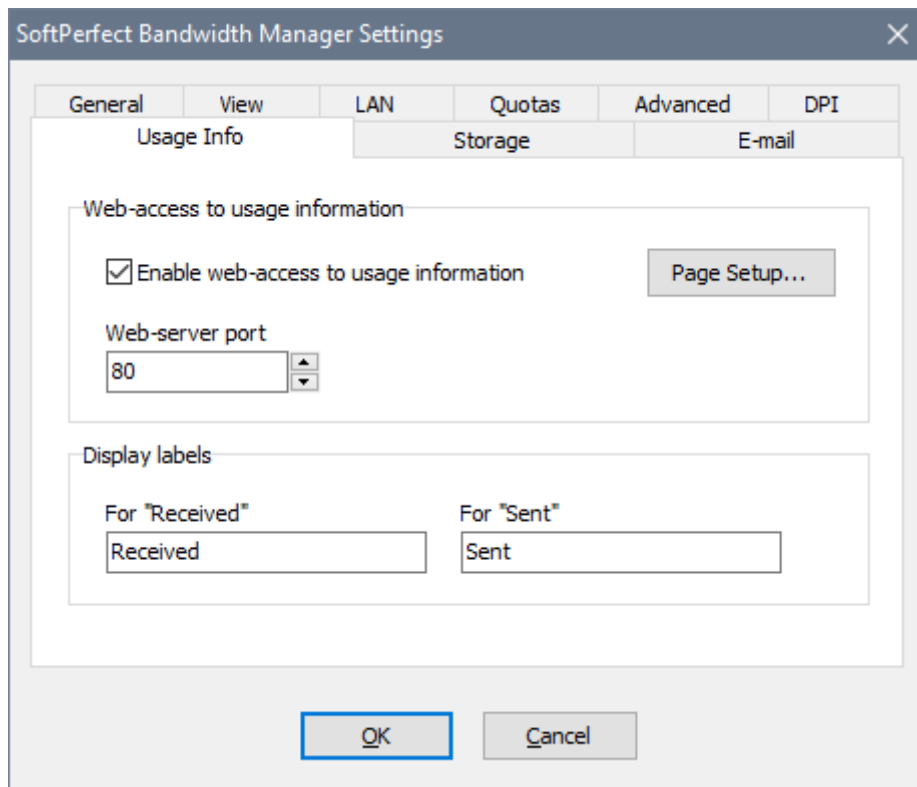 SoftPerfect Bandwidth Manager Settings
General View LAN Quotas Advanced DPI
Usage Info Storage E-mail
Web-access to usage information
Enable web-access to usage information Page Setup...
Web-server port
80
Display labels
For "Received" For "Sent"
Received Sent
OK Cancel